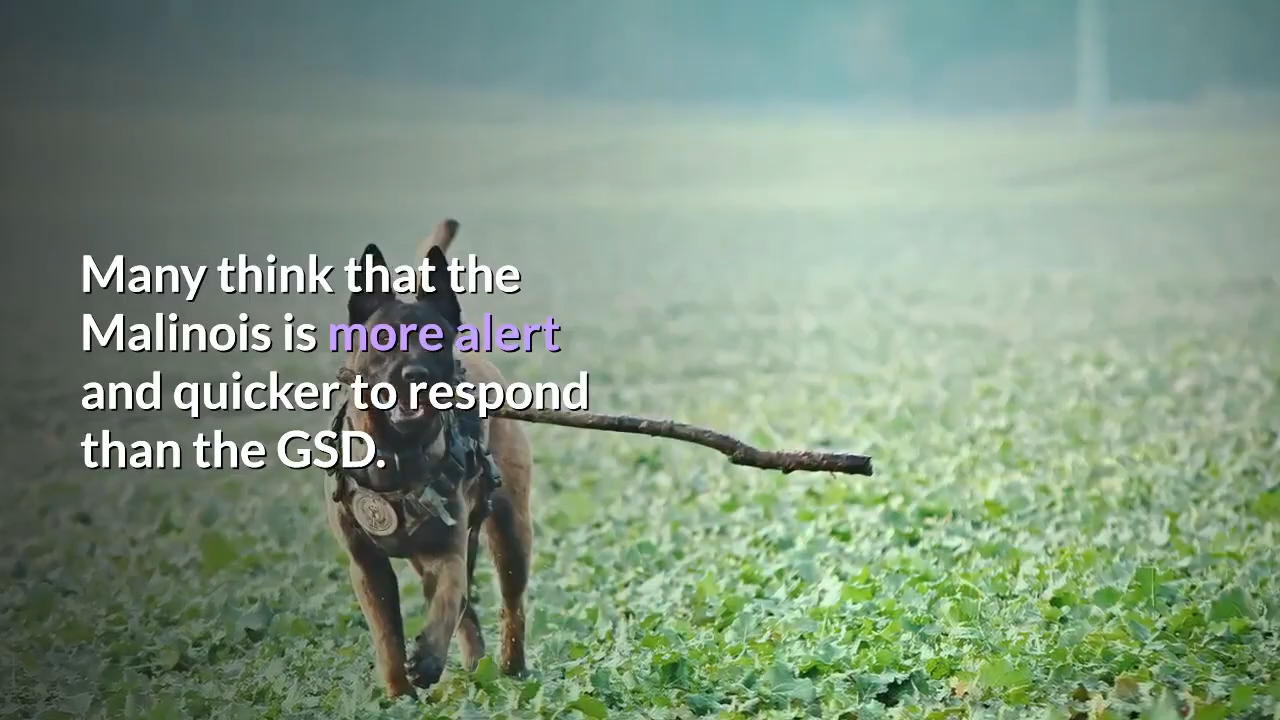 Many think that the
Malinois is more alert
and quicker to respond
than the GSD.